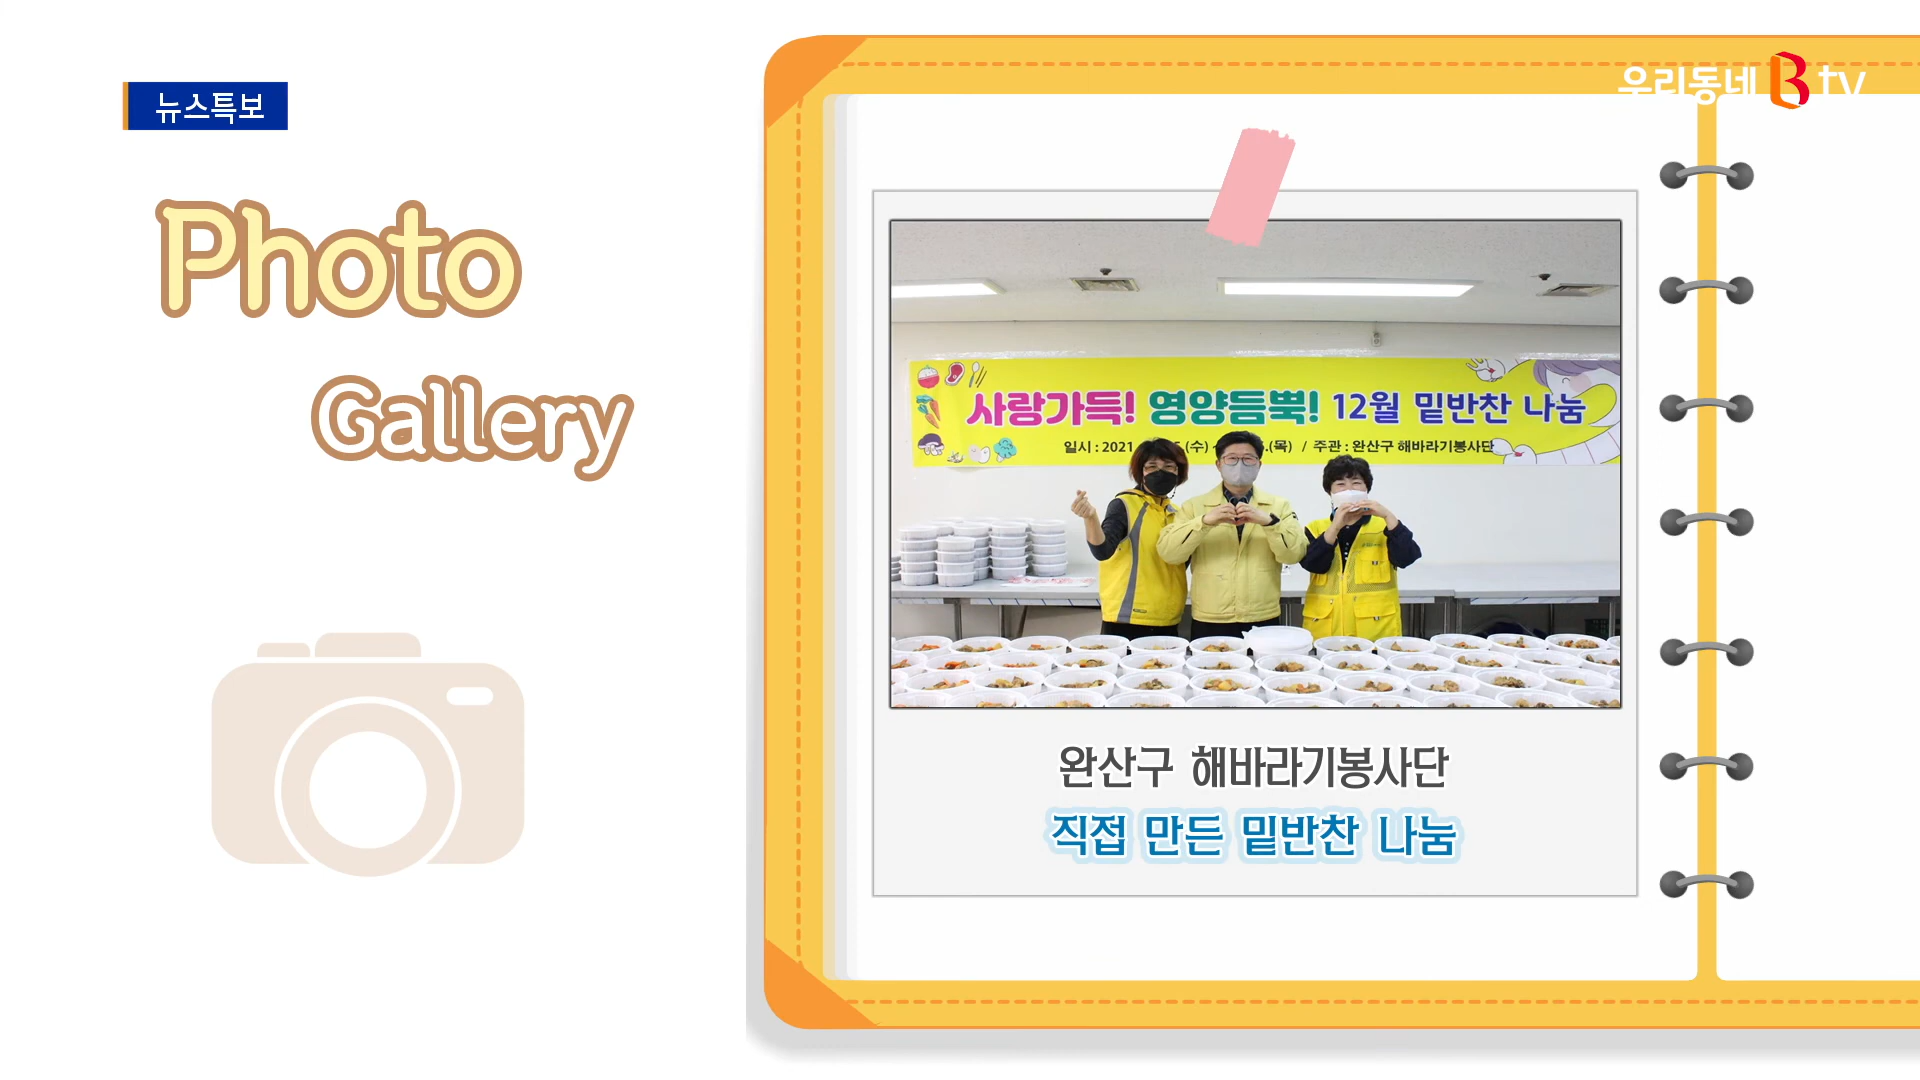 뉴스특보
우리동네 B tv
Photo
Gallery
사랑가득! 영양듬뿍! 12월 밑반찬 나눔
일시 : 2021 (수) ~ (목) / 주관 : 완산구 해바라기봉사단
완산구 해바라기봉사단
직접 만든 밑반찬 나눔